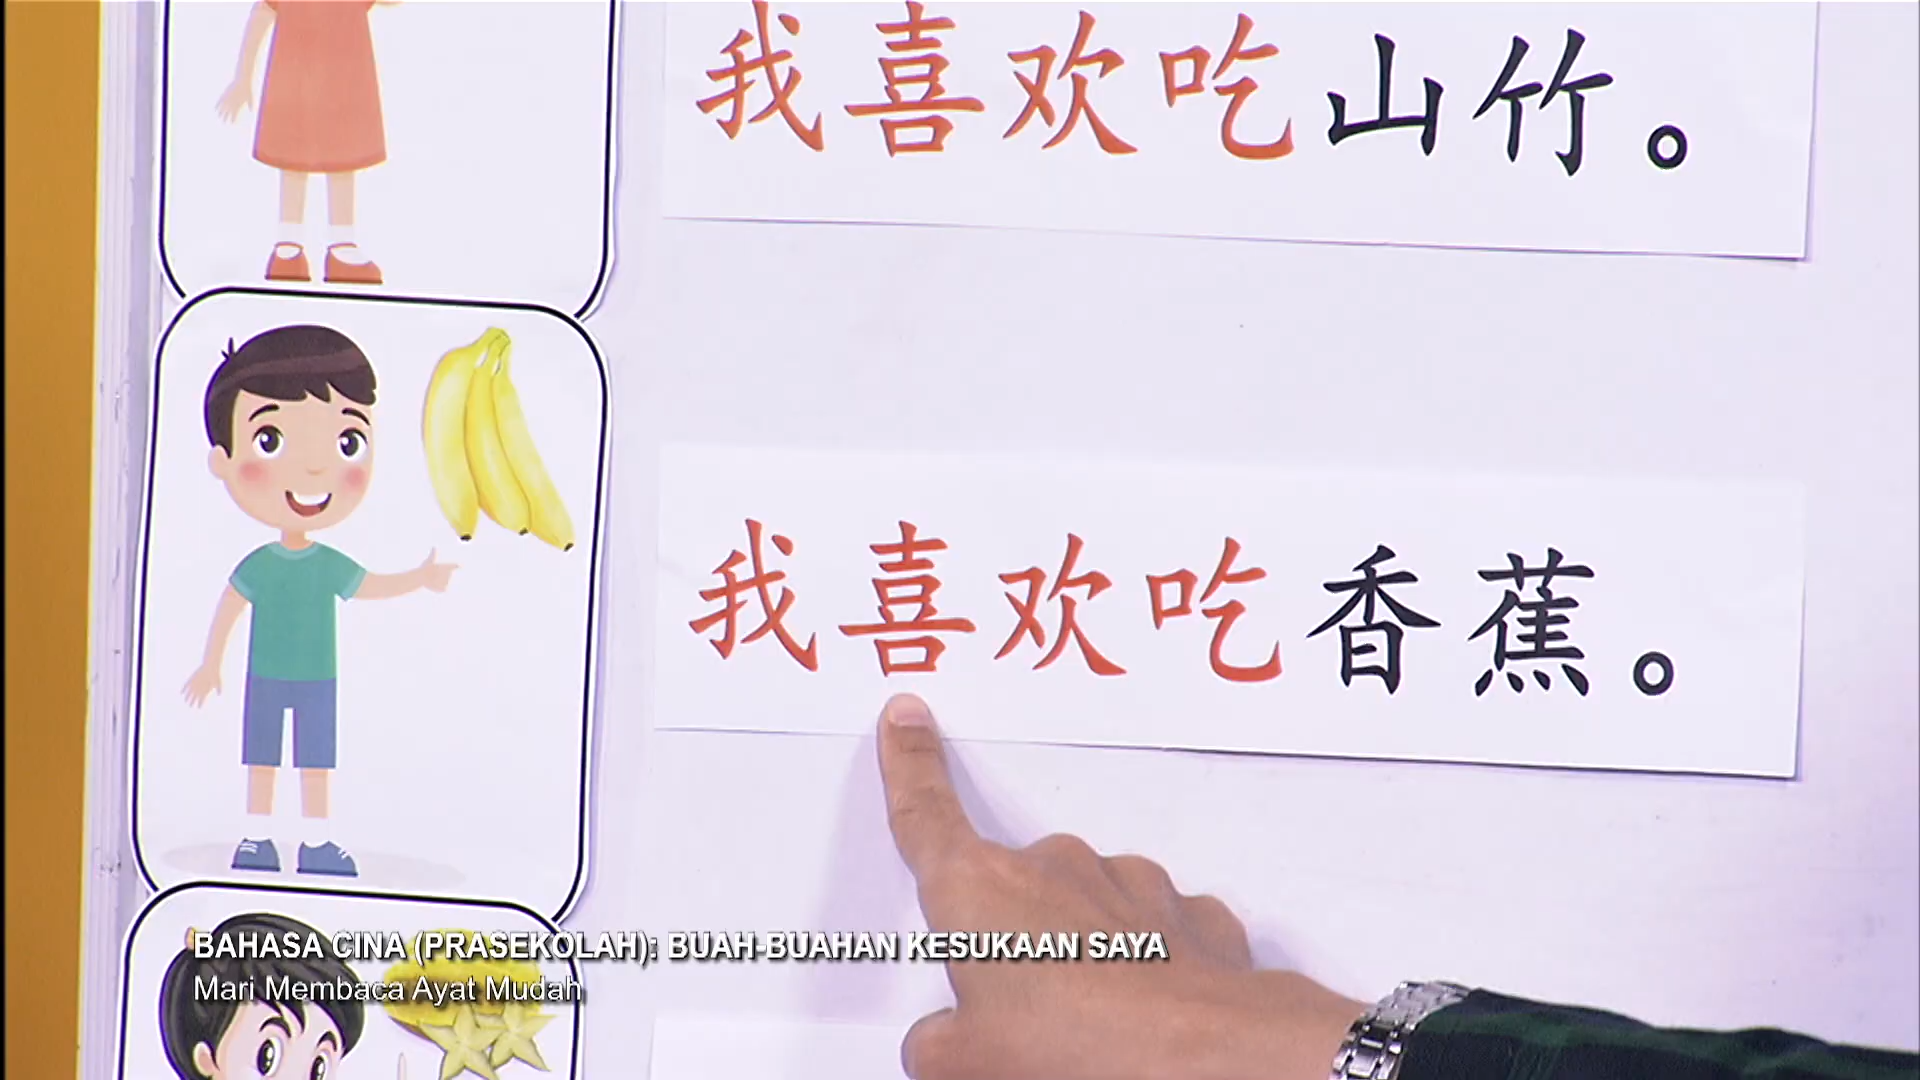 我喜欢吃山竹。
我喜欢吃香蕉。
BAHASA CINA (PRASEKOLAH): BUAH-BUAHAN KESUKAAN SAYA
Mari Membaca Ayat Mudah